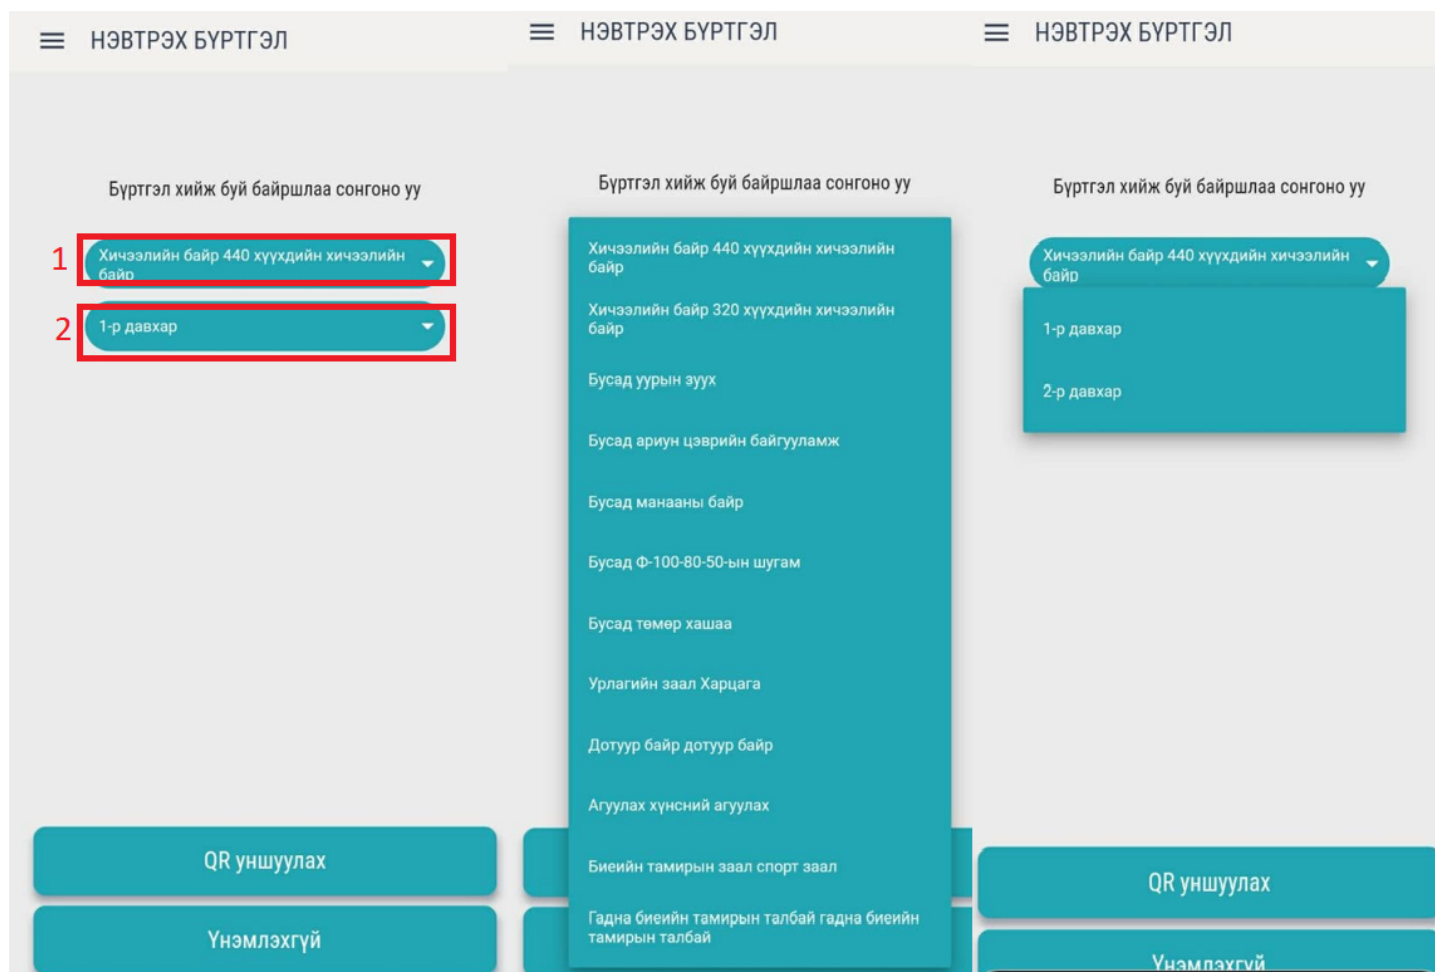 НЭВТРЭХ БҮРТГЭЛ
Бүртгэл хийж буй байршлаа сонгоно уу
1
Хичээлийн байр 440 хүүхдийн хичээлийн
байр
2
1-р давхар
QR уншуулах
Үнэмлэхгүй
НЭВТРЭХ БҮРТГЭЛ
Бүртгэл хийж буй байршлаа сонгоно уу
Хичээлийн байр 440 хүүхдийн хичээлийн
байр
Хичээлийн байр 320 хүүхдийн хичээлийн
байр
Бусад уурын зуух
Бусад ариун цэврийн байгууламж
Бусад манааны байр
Бусад Ф-100-80-50-ын шугам
Бусад төмөр хашаа
Урлагийн заал Харцага
Дотуур байр дотуур байр
Агуулах хүнсний агуулах
Биеийн тамирын заал спорт заал
Гадна биеийн тамирын талбай гадна биеийн
тамирын талбай
НЭВТРЭХ БҮРТГЭЛ
Бүртгэл хийж буй байршлаа сонгоно уу
Хичээлийн байр 440 хүүхдийн хичээлийн
байр
1-р давхар
2-р давхар
QR уншуулах
Үнэмлэхгүй